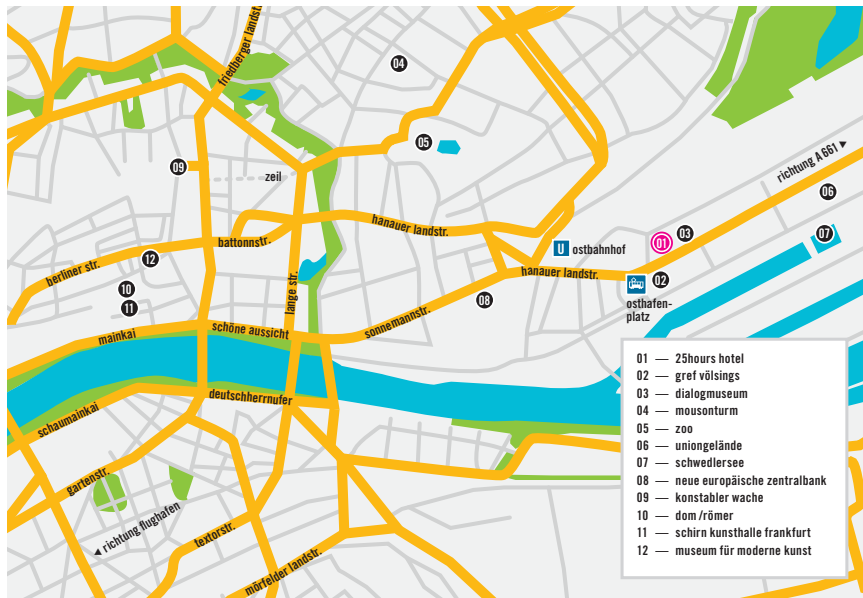 friedberger landstr.
04
05
09
zeil
richtung A 661
06
07
03
01
hanauer landstr.
battonnstr.
U ostbahnhof
berliner str.
12
hanauer landstr.
02
lange str.
10
11
08
osthafen-
platz
sonnemannstr.
mainkai
schöne aussicht
deutschherrnufer
schaumainkai
gartenstr.
richtung flughafen
textorstr.
mörfelder landstr.
01 — 25hours hotel
02 — gref völsings
03 — dialogmuseum
04 — mousonturm
05 — zoo
06 — uniongelände
07 — schwedlersee
08 — neue europäische zentralbank
09 — konstabler wache
10 — dom /römer
11 — schirn kunsthalle frankfurt
12 — museum für moderne kunst